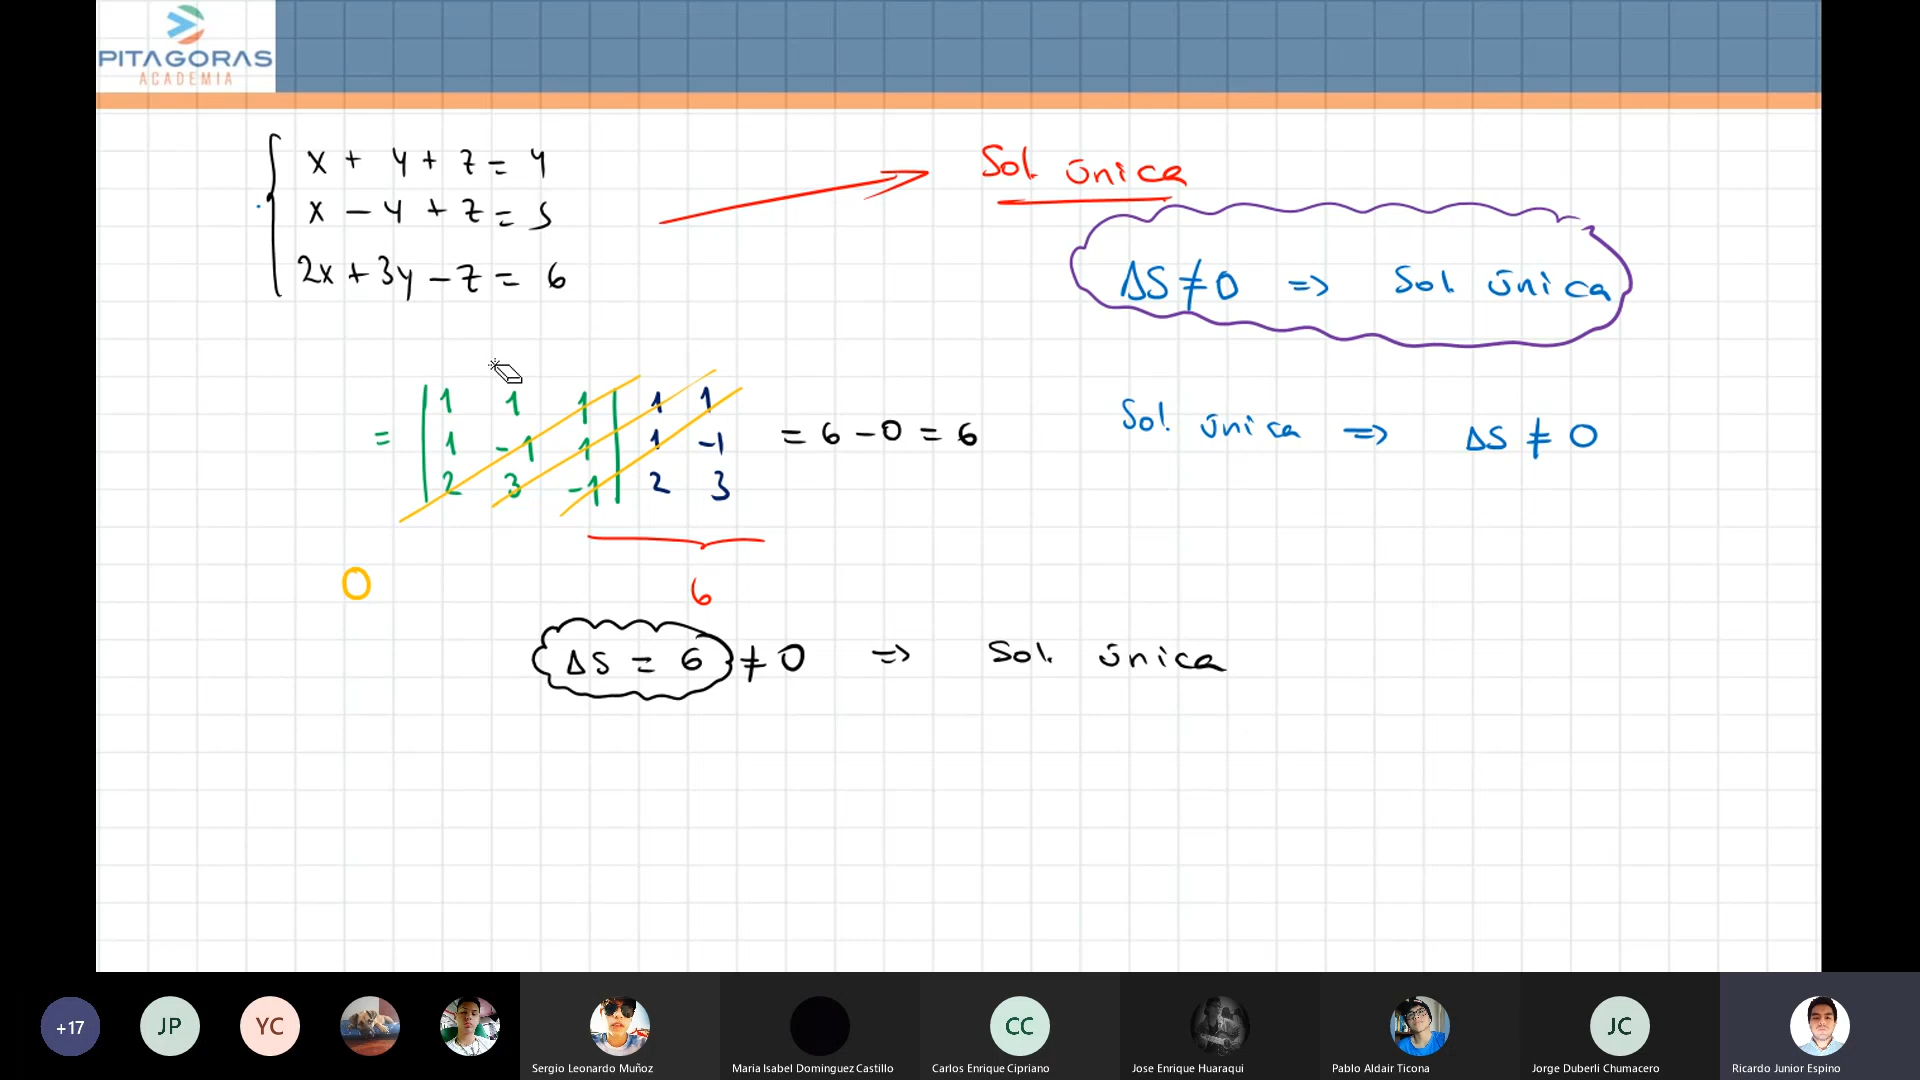 PITAGORAS
ACADEMIA
x + y + z = 4
x - y + z = 5
2x + 3y - z = 6
Sol. única
ΔS ≠ 0 => Sol. única
Sol. única => ΔS ≠ 0
= | 1 1 1 | 1 1
| 1 -1 1 | 1 -1 = 6 - 0 = 6
| 2 3 -1 | 2 3
0 6
ΔS = 6 ≠ 0 => Sol. única
+17 JP YC CC JC
Sergio Leonardo Muñoz Maria Isabel Dominguez Castillo Carlos Enrique Cipriano Jose Enrique Huaraqui Pablo Aldair Ticona Jorge Duberli Chumacero Ricardo Junior Espino